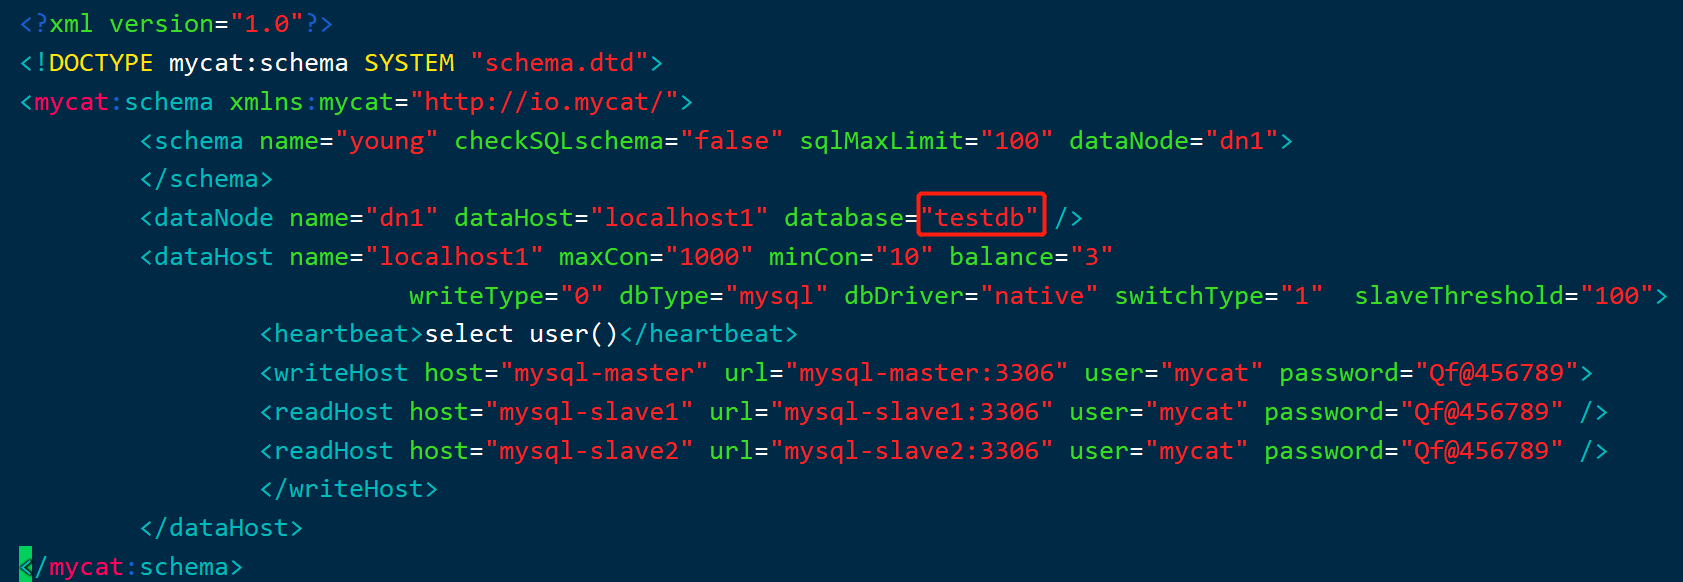 <?xml version="1.0"?>
<!DOCTYPE mycat:schema SYSTEM "schema.dtd">
<mycat:schema xmlns:mycat="http://io.mycat/">
        <schema name="young" checkSQLschema="false" sqlMaxLimit="100" dataNode="dn1">
        </schema>
        <dataNode name="dn1" dataHost="localhost1" database="testdb" />
        <dataHost name="localhost1" maxCon="1000" minCon="10" balance="3"
                          writeType="0" dbType="mysql" dbDriver="native" switchType="1"  slaveThreshold="100">
                <heartbeat>select user()</heartbeat>
                <writeHost host="mysql-master" url="mysql-master:3306" user="mycat" password="Qf@456789">
                <readHost host="mysql-slave1" url="mysql-slave1:3306" user="mycat" password="Qf@456789" />
                <readHost host="mysql-slave2" url="mysql-slave2:3306" user="mycat" password="Qf@456789" />
                </writeHost>
        </dataHost>
</mycat:schema>